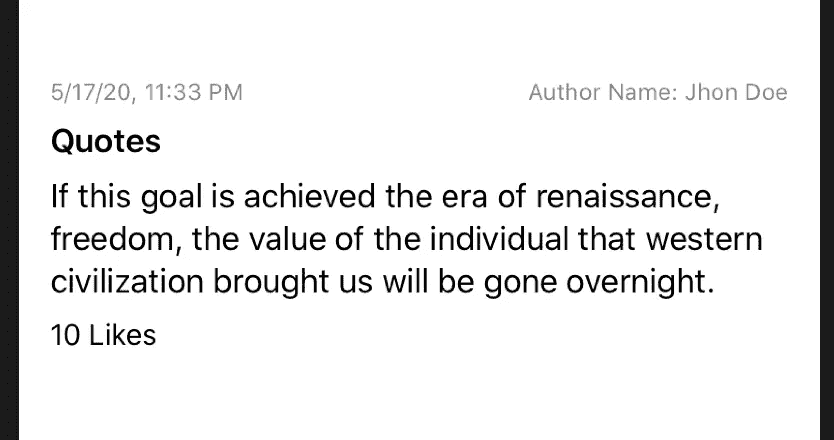 5/17/20, 11:33 PM Author Name: Jhon Doe
Quotes
If this goal is achieved the era of renaissance,
freedom, the value of the individual that western
civilization brought us will be gone overnight.
10 Likes